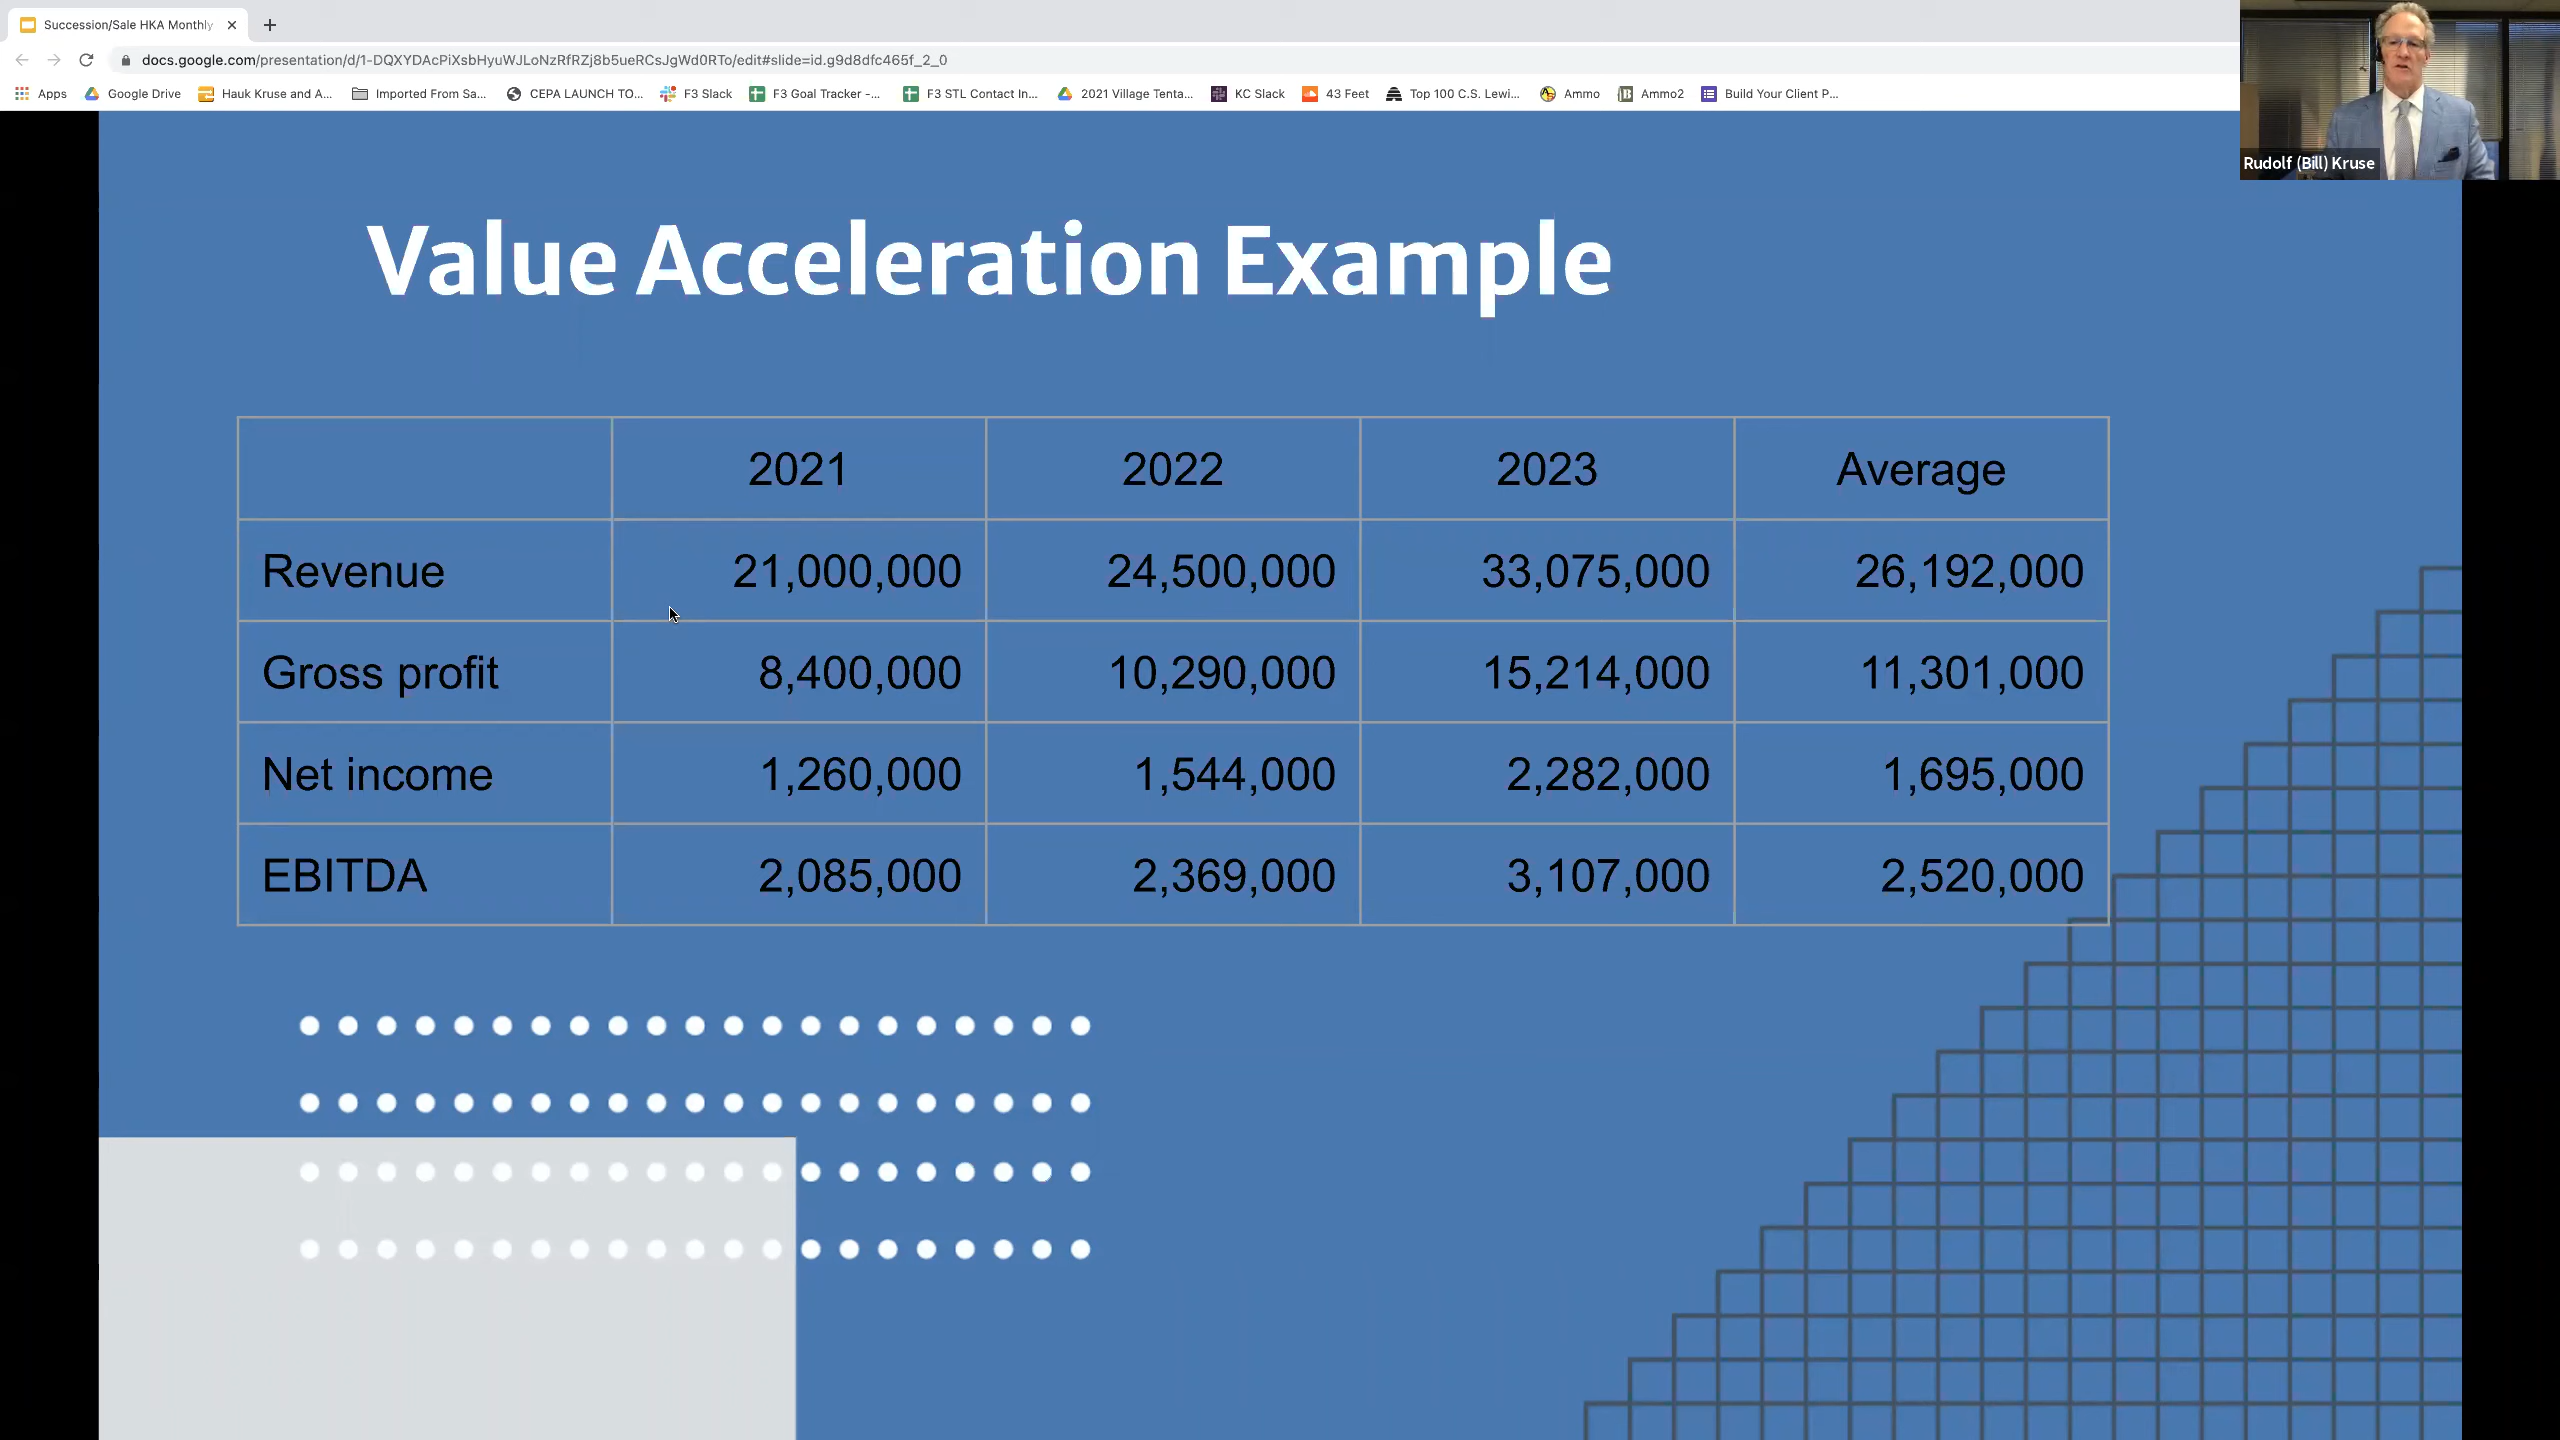 Succession/Sale HKA Monthly
docs.google.com/presentation/d/1-DQXYDAcPiXsbHyuWJLoNzRfRZj8b5ueRCsJgWd0RTo/edit#slide=id.g9d8dfc465f_2_0
Apps Google Drive Hauk Kruse and A... Imported From Sa... CEPA LAUNCH TO... F3 Slack F3 Goal Tracker -... F3 STL Contact In... 2021 Village Tenta... KC Slack 43 Feet Top 100 C.S. Lewi... Ammo Ammo2 Build Your Client P...
Rudolf (Bill) Kruse
Value Acceleration Example
2021 2022 2023 Average
Revenue 21,000,000 24,500,000 33,075,000 26,192,000
Gross profit 8,400,000 10,290,000 15,214,000 11,301,000
Net income 1,260,000 1,544,000 2,282,000 1,695,000
EBITDA 2,085,000 2,369,000 3,107,000 2,520,000